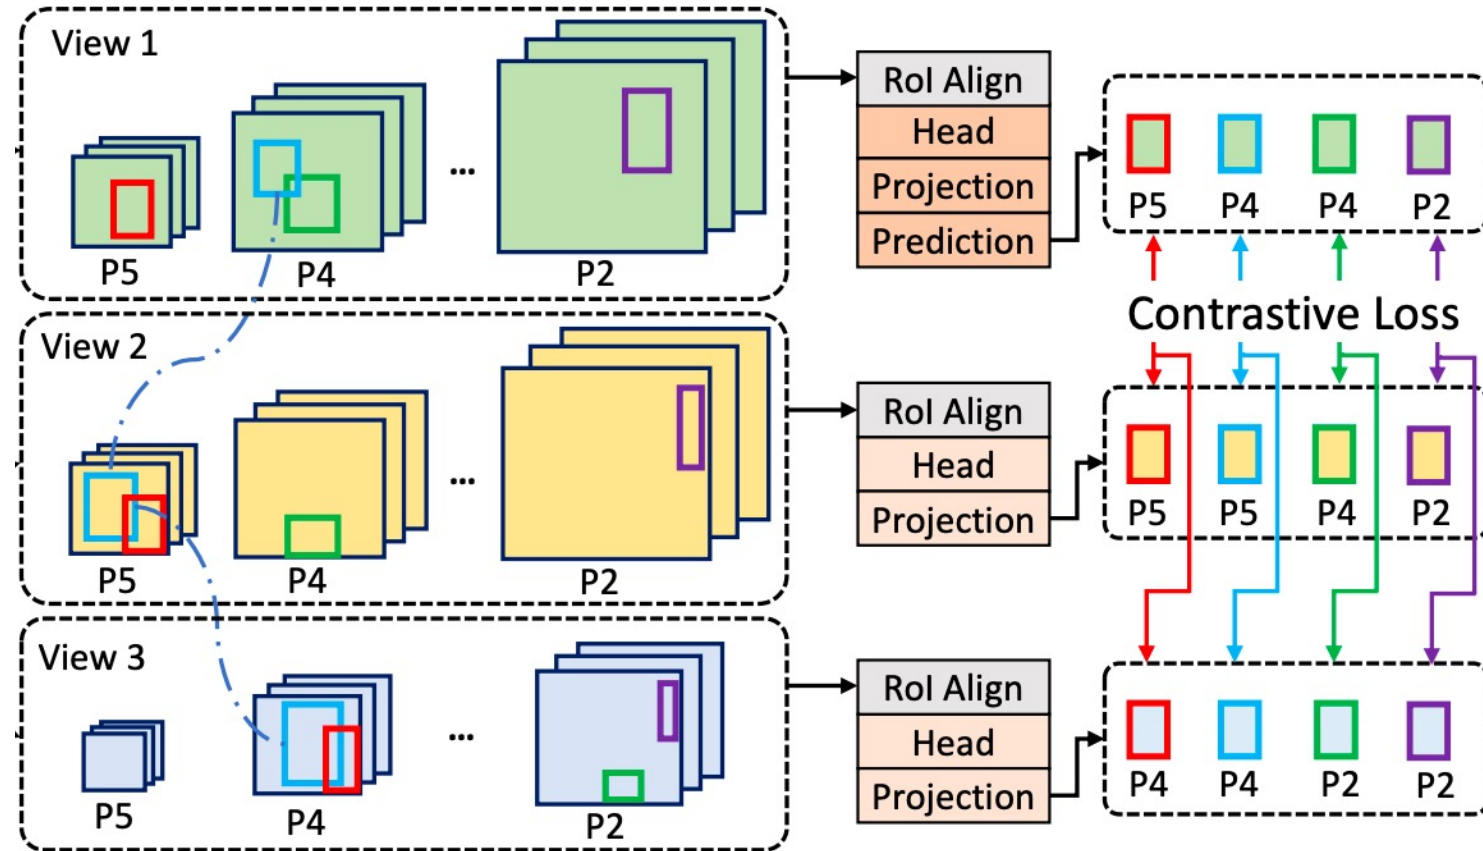 View 1
P5
P4
...
P2
RoI Align
Head
Projection
Prediction
P5 P4 P4 P2
Contrastive Loss
View 2
P5
P4
...
P2
RoI Align
Head
Projection
P5 P5 P4 P2
View 3
P5
P4
...
P2
RoI Align
Head
Projection
P4 P4 P2 P2